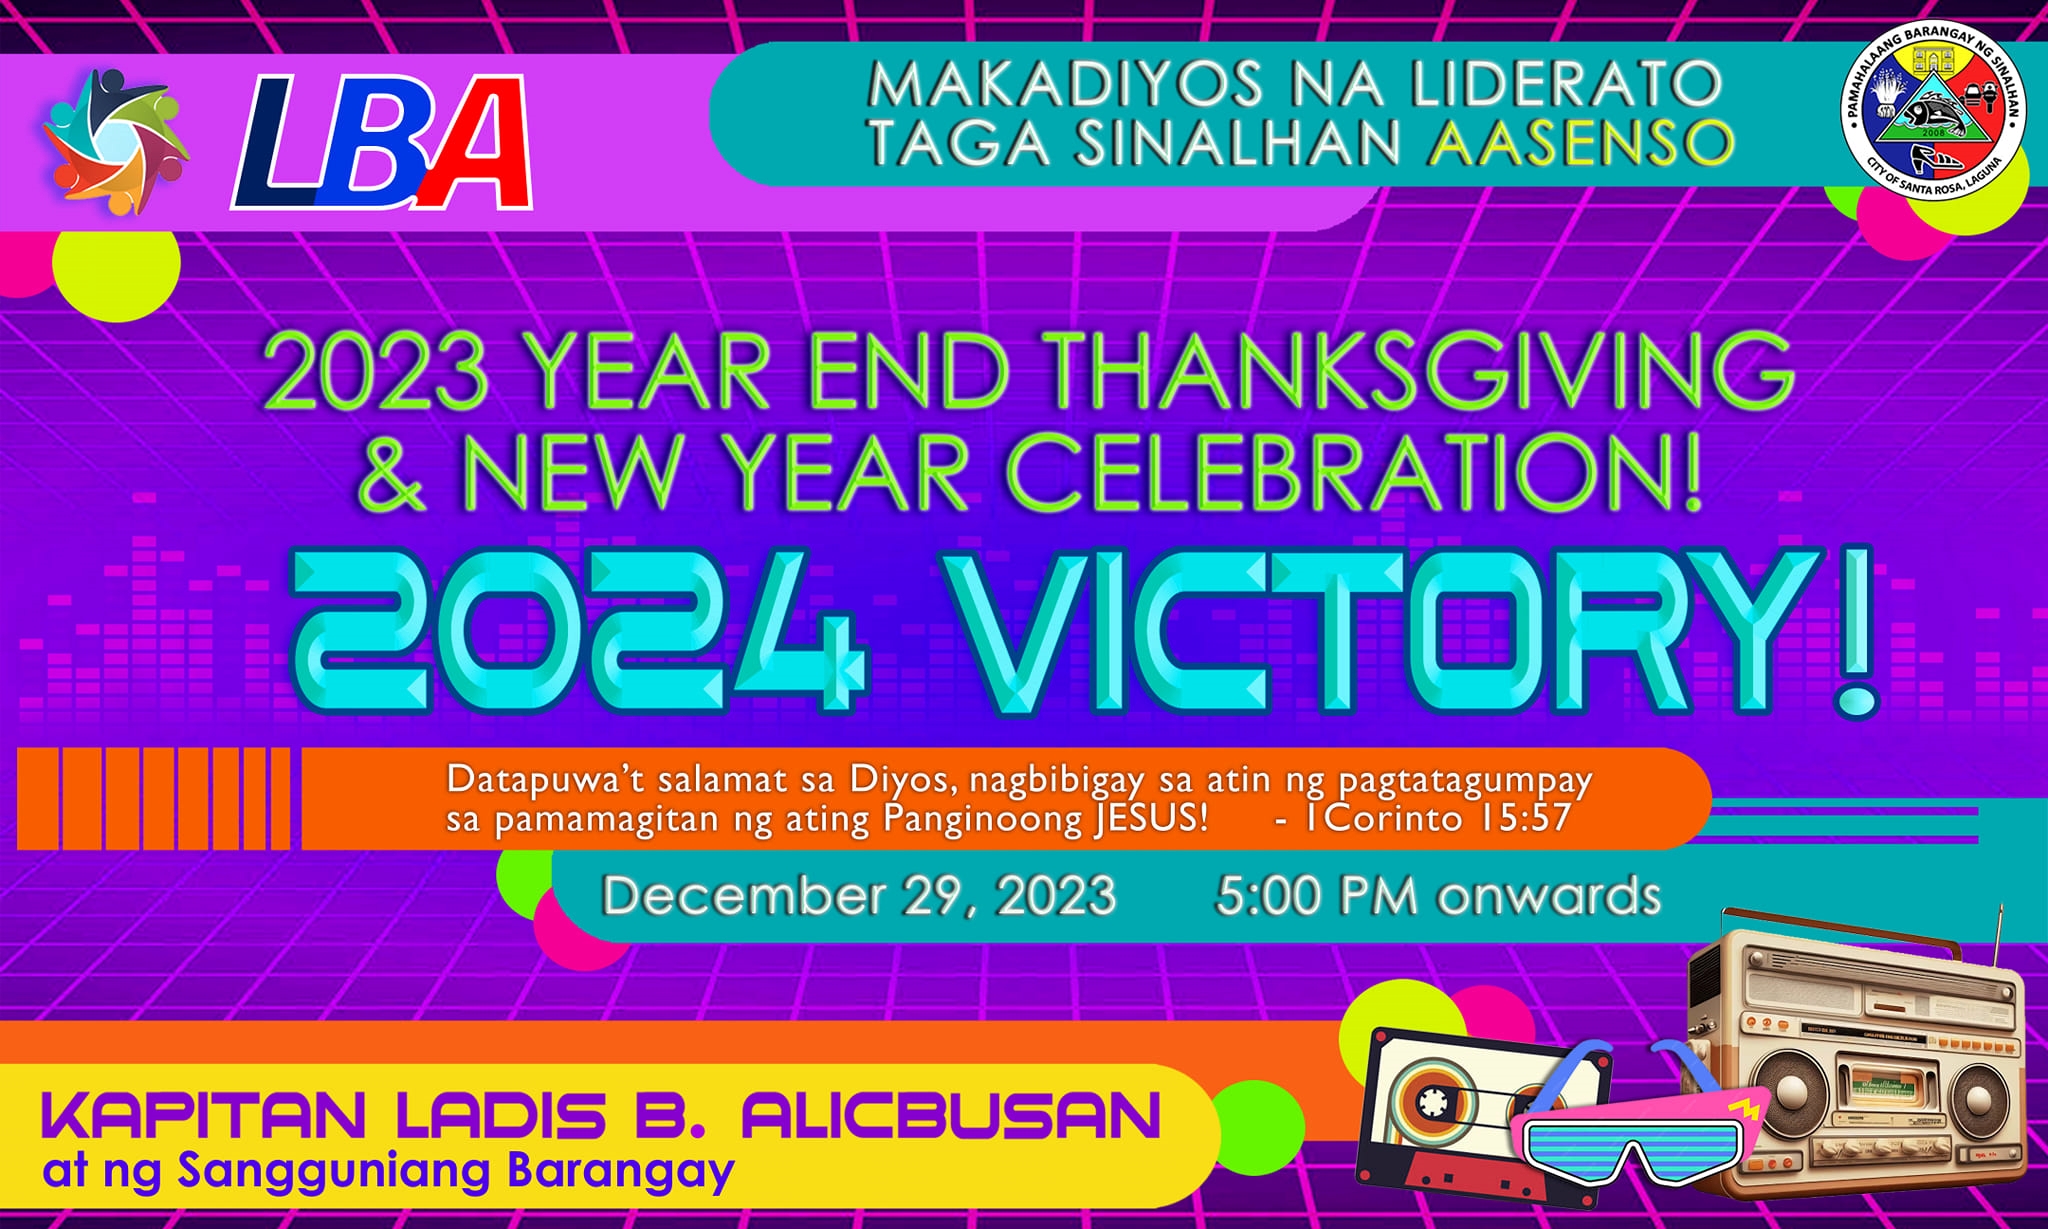 LBA
MAKADIYOS NA LIDERATO
TAGA SINALHAN AASENSO
PAMAHALAANG BARANGAY NG SINALHAN
2008
CITY OF SANTA ROSA, LAGUNA
2023 YEAR END THANKSGIVING
& NEW YEAR CELEBRATION!
2024 VICTORY!
Datapuwa't salamat sa Diyos, nagbibigay sa atin ng pagtatagumpay
sa pamamagitan ng ating Panginoong JESUS! - 1Corinto 15:57
December 29, 2023 5:00 PM onwards
KAPITAN LADIS B. ALICBUSAN
at ng Sangguniang Barangay